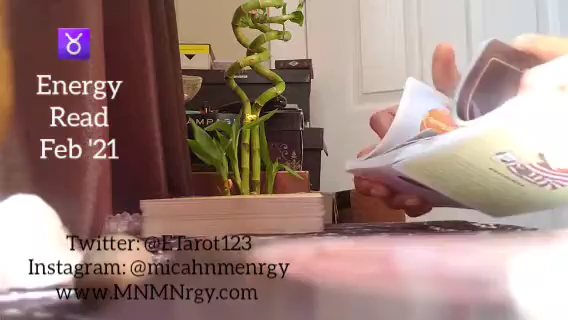 ♉
Energy
Read
Feb '21
Twitter: @ETarot123
Instagram: @micahnmenrgy
www.MNMNrgy.com